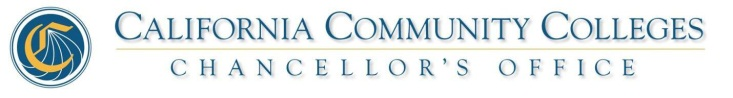 CALIFORNIA COMMUNITY COLLEGES
CHANCELLOR'S OFFICE